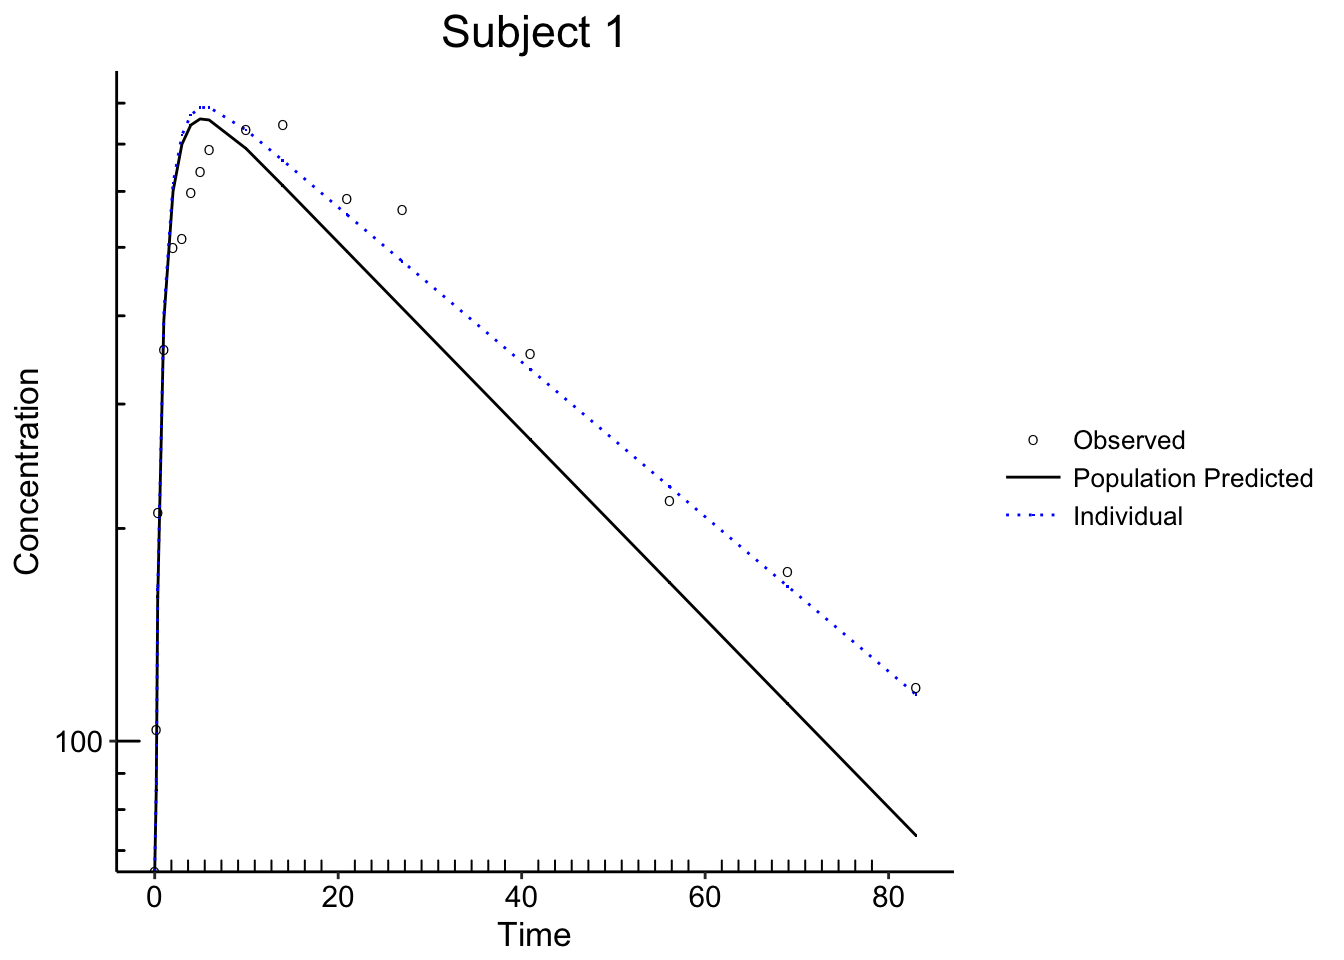 Subject 1
Concentration
100
0 20 40 60 80
Time
Observed
Population Predicted
Individual